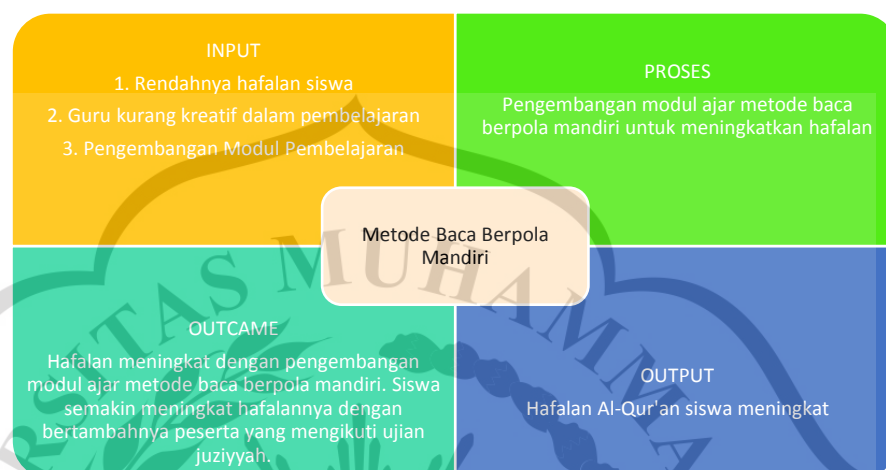 INPUT
1. Rendahnya hafalan siswa
2. Guru kurang kreatif dalam pembelajaran
3. Pengembangan Modul Pembelajaran
PROSES
Pengembangan modul ajar metode baca
berpola mandiri untuk meningkatkan hafalan
Metode Baca Berpola
Mandiri
OUTCAME
Hafalan meningkat dengan pengembangan
modul ajar metode baca berpola mandiri. Siswa
semakin meningkat hafalannya dengan
bertambahnya peserta yang mengikuti ujian
juziyyah.
OUTPUT
Hafalan Al-Qur'an siswa meningkat
RSITAS MUHAMMA